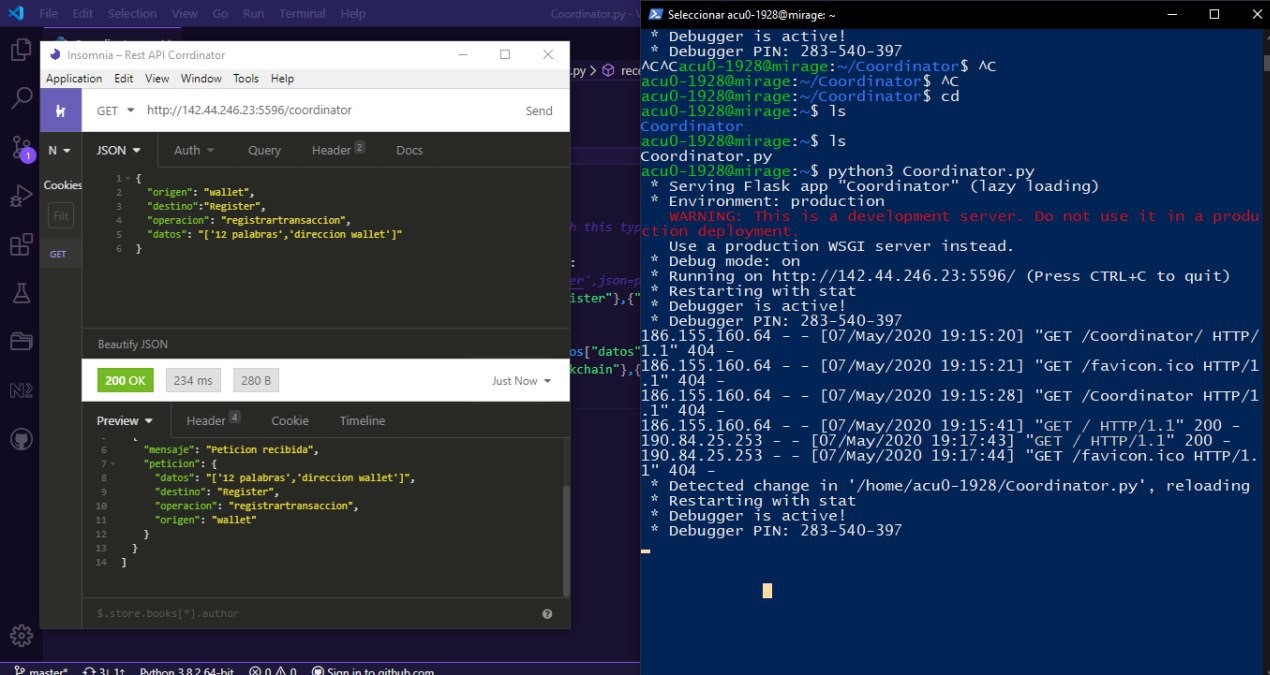 File Edit Selection View Go Run Terminal Help
Coordinator.py - V
Insomnia – Rest API Corrdinator
Application Edit View Window Tools Help
GET http://142.44.246.23:5596/coordinator Send
N JSON Auth Query Header 2 Docs
Cookies
Filt
GET
1 {
2 "origen": "wallet",
3 "destino":"Register",
4 "operacion": "registrartransaccion",
5 "datos": "['12 palabras','direccion wallet']"
6 }
Beautify JSON
200 OK 234 ms 280 B Just Now
Preview Header 4 Cookie Timeline
6 "mensaje": "Peticion recibida",
7 "peticion": {
8 "datos": "['12 palabras','direccion wallet']",
9 "destino": "Register",
10 "operacion": "registrartransaccion",
11 "origen": "wallet"
12 }
13 }
14 ]
$.store.books[*].author
1
.py > reco
h this typ
:
er',json=p
ister"},{"
os["datos"
kchain"},{
master* 3↓ 1↑ Python 3.8.2 64-bit 0 0 Sign in to github.com
Seleccionar acu0-1928@mirage: ~
* Debugger is active!
* Debugger PIN: 283-540-397
^C^Cacu0-1928@mirage:~/Coordinator$ ^C
acu0-1928@mirage:~/Coordinator$ ^C
acu0-1928@mirage:~/Coordinator$ cd
acu0-1928@mirage:~$ ls
Coordinator
acu0-1928@mirage:~$ ls
Coordinator.py
acu0-1928@mirage:~$ python3 Coordinator.py
* Serving Flask app "Coordinator" (lazy loading)
* Environment: production
WARNING: This is a development server. Do not use it in a produ
ction deployment.
Use a production WSGI server instead.
* Debug mode: on
* Running on http://142.44.246.23:5596/ (Press CTRL+C to quit)
* Restarting with stat
* Debugger is active!
* Debugger PIN: 283-540-397
186.155.160.64 - - [07/May/2020 19:15:20] "GET /Coordinator/ HTTP/
1.1" 404 -
186.155.160.64 - - [07/May/2020 19:15:21] "GET /favicon.ico HTTP/1
.1" 404 -
186.155.160.64 - - [07/May/2020 19:15:28] "GET /Coordinator HTTP/1
.1" 404 -
186.155.160.64 - - [07/May/2020 19:15:41] "GET / HTTP/1.1" 200 -
190.84.25.253 - - [07/May/2020 19:17:43] "GET / HTTP/1.1" 200 -
190.84.25.253 - - [07/May/2020 19:17:44] "GET /favicon.ico HTTP/1.
1" 404 -
* Detected change in '/home/acu0-1928/Coordinator.py', reloading
* Restarting with stat
* Debugger is active!
* Debugger PIN: 283-540-397